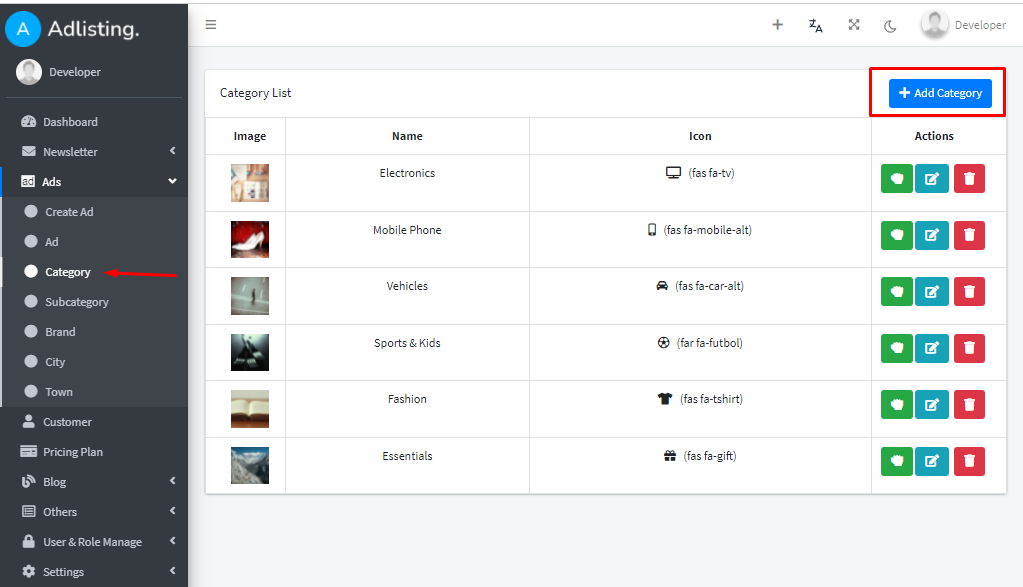 A Adlisting.
Developer
Developer
Dashboard
Newsletter
ad Ads
Create Ad
Ad
Category
Subcategory
Brand
City
Town
Customer
Pricing Plan
Blog
Others
User & Role Manage
Settings
Category List
Add Category
Image Name Icon Actions
Electronics (fas fa-tv)
Mobile Phone (fas fa-mobile-alt)
Vehicles (fas fa-car-alt)
Sports & Kids (far fa-futbol)
Fashion (fas fa-tshirt)
Essentials (fas fa-gift)